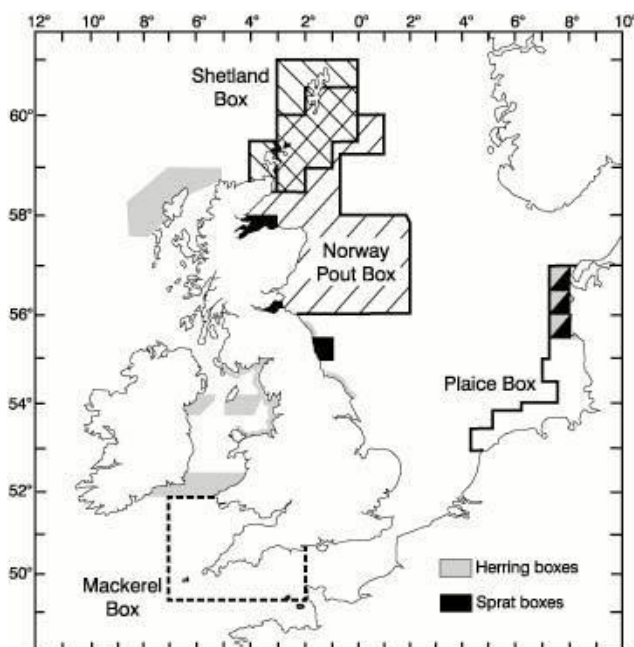 12° 10° 8° 6° 4° 2° 0° 2° 4° 6° 8° 10°
Shetland
Box
60°
58°
Norway
Pout Box
56°
Plaice Box
54°
52°
Mackerel
Box
50°
Herring boxes
Sprat boxes